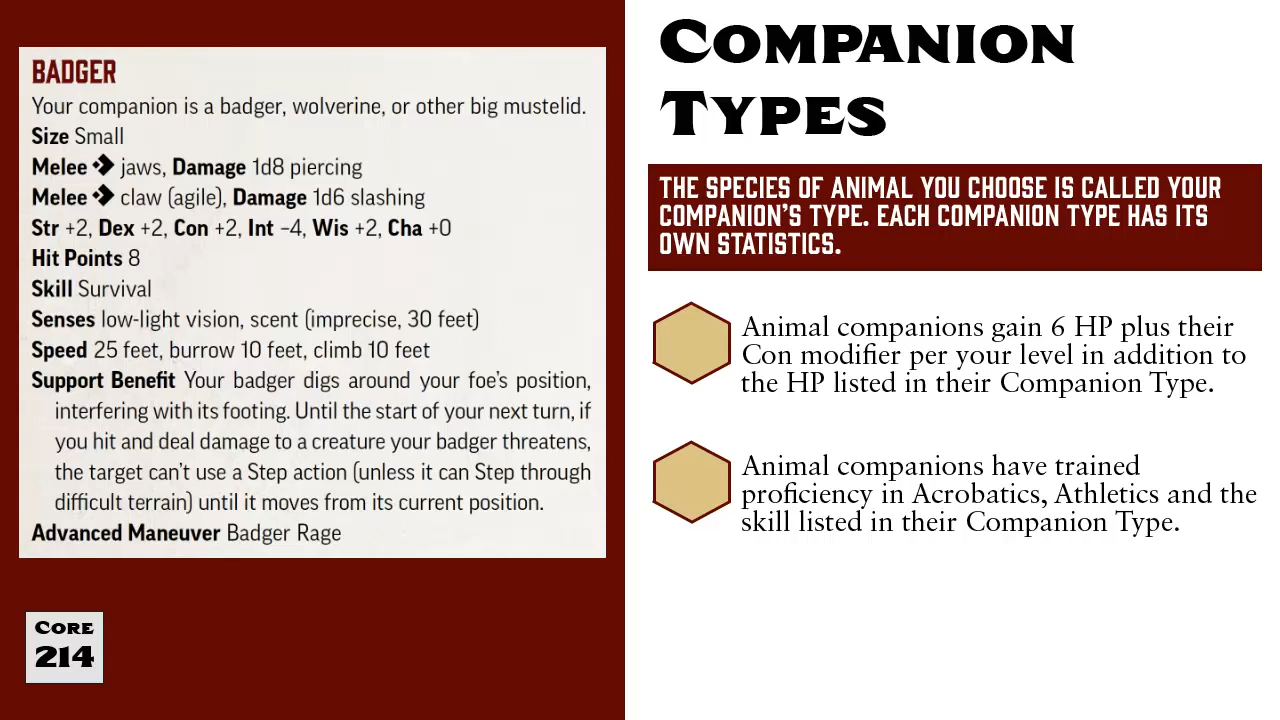 BADGER
Your companion is a badger, wolverine, or other big mustelid.
Size Small
Melee ◆ jaws, Damage 1d8 piercing
Melee ◆ claw (agile), Damage 1d6 slashing
Str +2, Dex +2, Con +2, Int –4, Wis +2, Cha +0
Hit Points 8
Skill Survival
Senses low-light vision, scent (imprecise, 30 feet)
Speed 25 feet, burrow 10 feet, climb 10 feet
Support Benefit Your badger digs around your foe's position,
interfering with its footing. Until the start of your next turn, if
you hit and deal damage to a creature your badger threatens,
the target can't use a Step action (unless it can Step through
difficult terrain) until it moves from its current position.
Advanced Maneuver Badger Rage
CORE
214
COMPANION
TYPES
THE SPECIES OF ANIMAL YOU CHOOSE IS CALLED YOUR
COMPANION'S TYPE. EACH COMPANION TYPE HAS ITS
OWN STATISTICS.
Animal companions gain 6 HP plus their
Con modifier per your level in addition to
the HP listed in their Companion Type.
Animal companions have trained
proficiency in Acrobatics, Athletics and the
skill listed in their Companion Type.